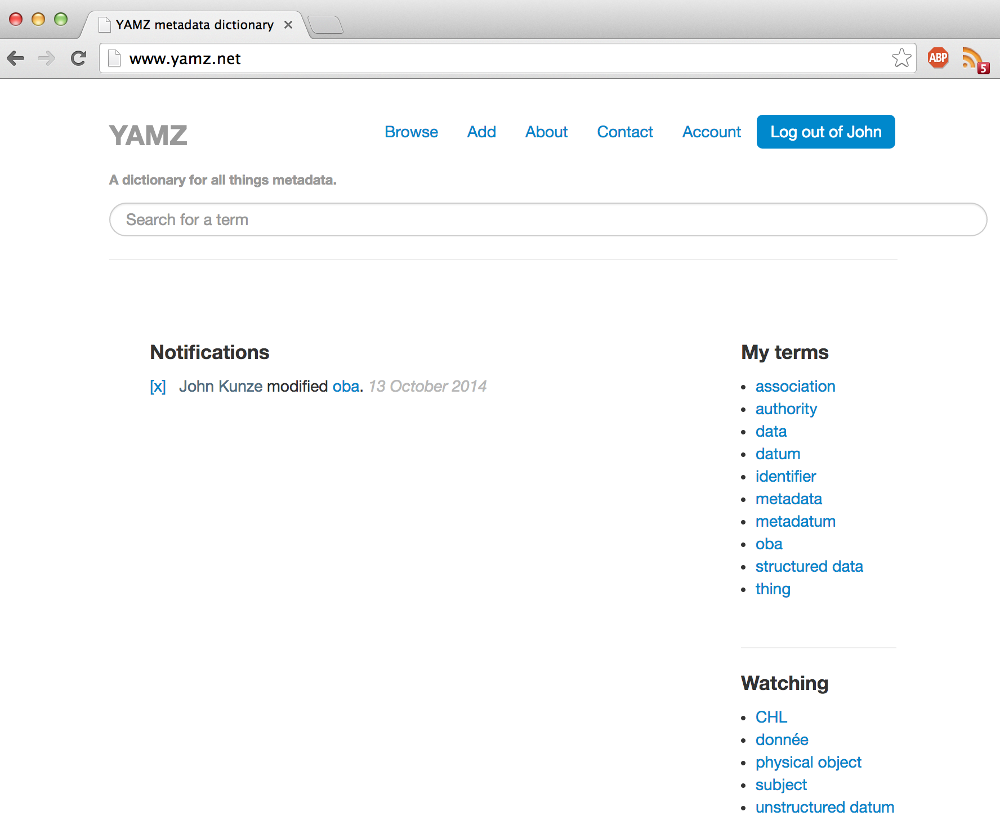 YAMZ metadata dictionary
www.yamz.net
ABP
5
YAMZ
Browse Add About Contact Account Log out of John
A dictionary for all things metadata.
Search for a term
Notifications
[x] John Kunze modified oba. 13 October 2014
My terms
association
authority
data
datum
identifier
metadata
metadatum
oba
structured data
thing
Watching
CHL
donnée
physical object
subject
unstructured datum